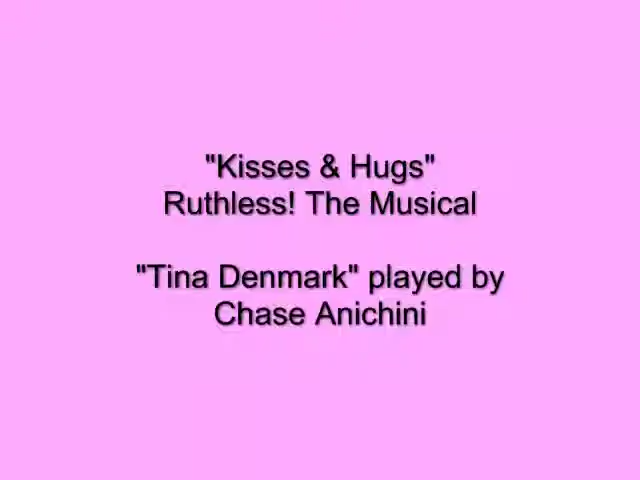 "Kisses & Hugs"
Ruthless! The Musical
"Tina Denmark" played by
Chase Anichini